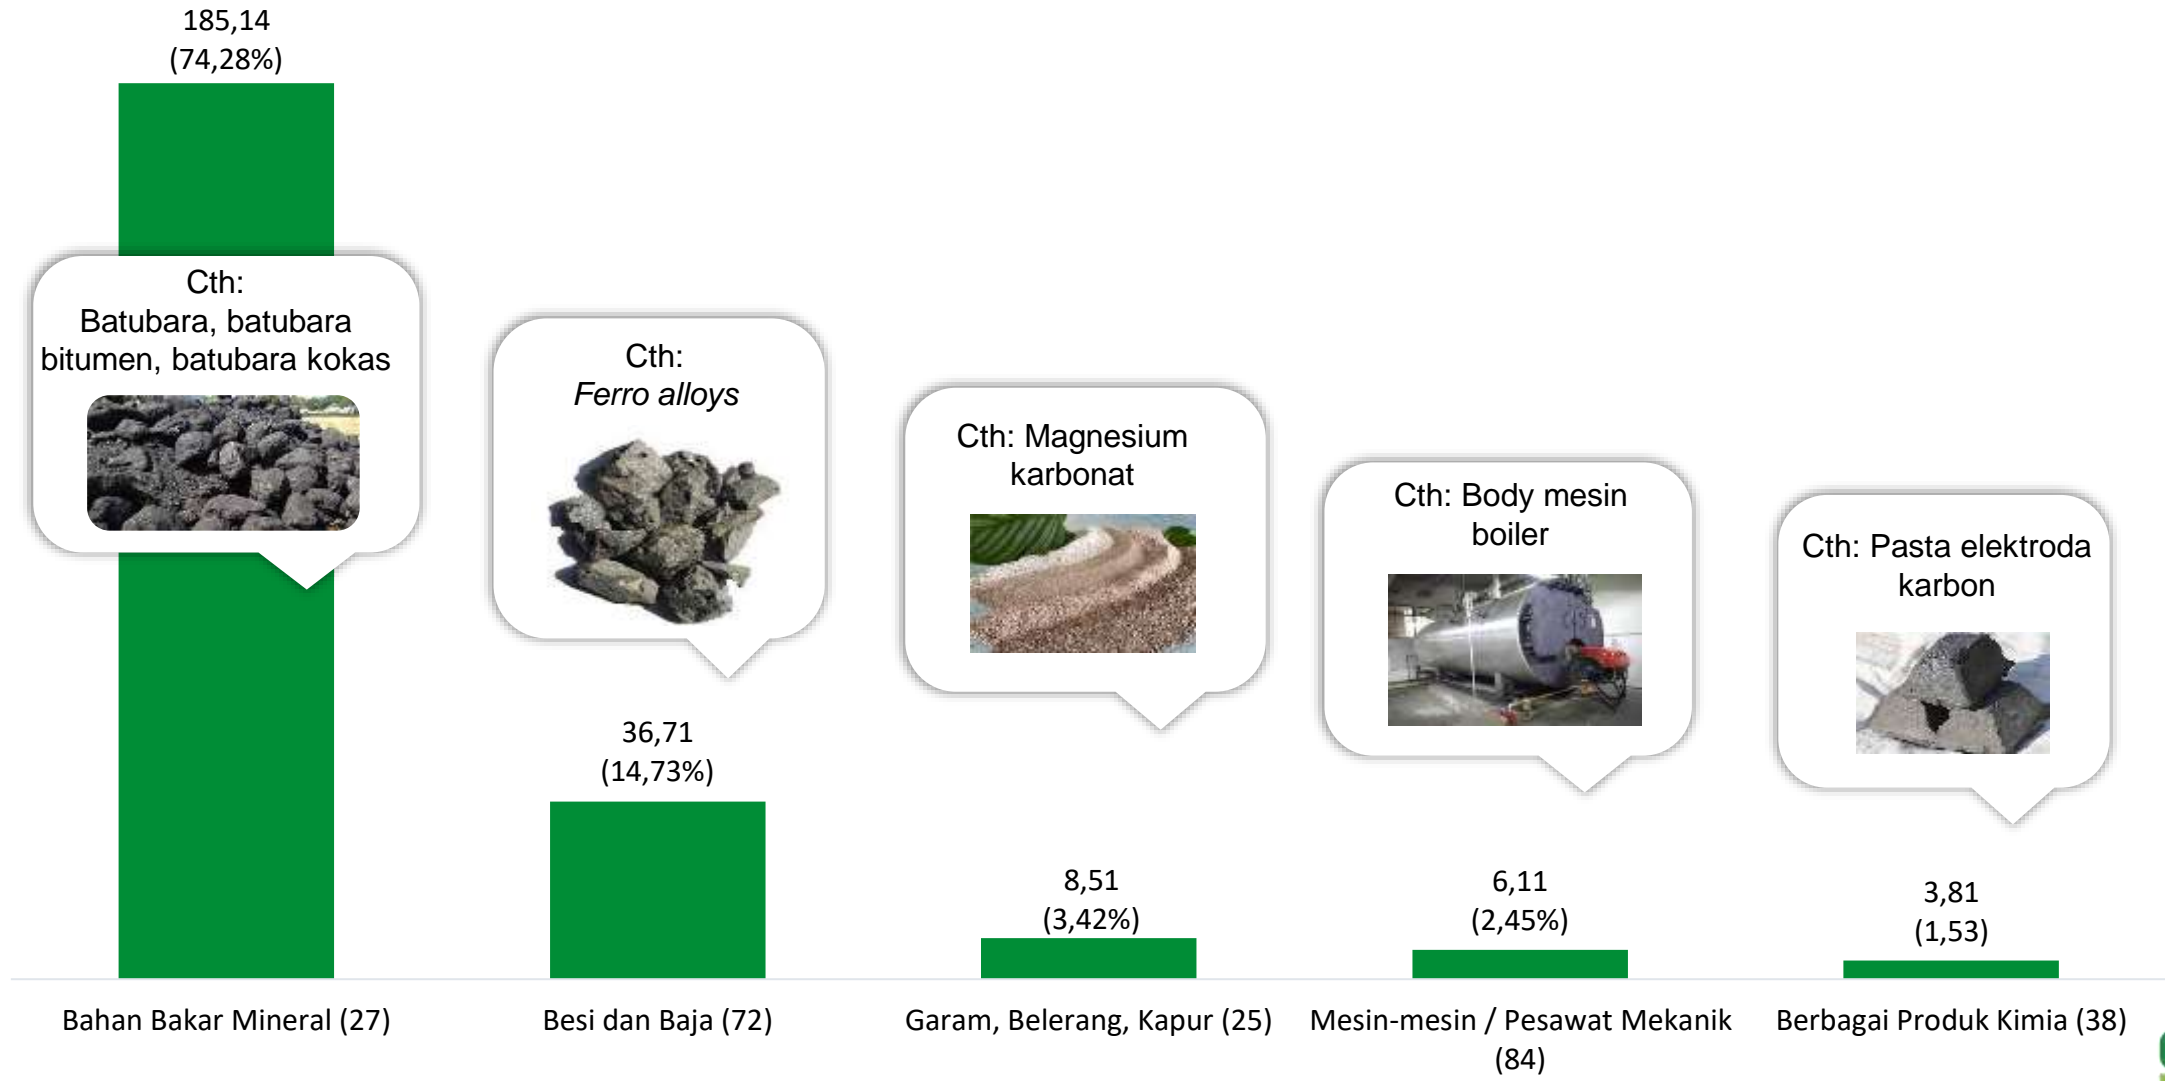 185,14
(74,28%)
Cth:
Batubara, batubara
bitumen, batubara kokas
Cth:
Ferro alloys
Cth: Magnesium
karbonat
Cth: Body mesin
boiler
Cth: Pasta elektroda
karbon
36,71
(14,73%)
8,51
(3,42%)
6,11
(2,45%)
3,81
(1,53)
Bahan Bakar Mineral (27)
Besi dan Baja (72)
Garam, Belerang, Kapur (25)
Mesin-mesin / Pesawat Mekanik
(84)
Berbagai Produk Kimia (38)